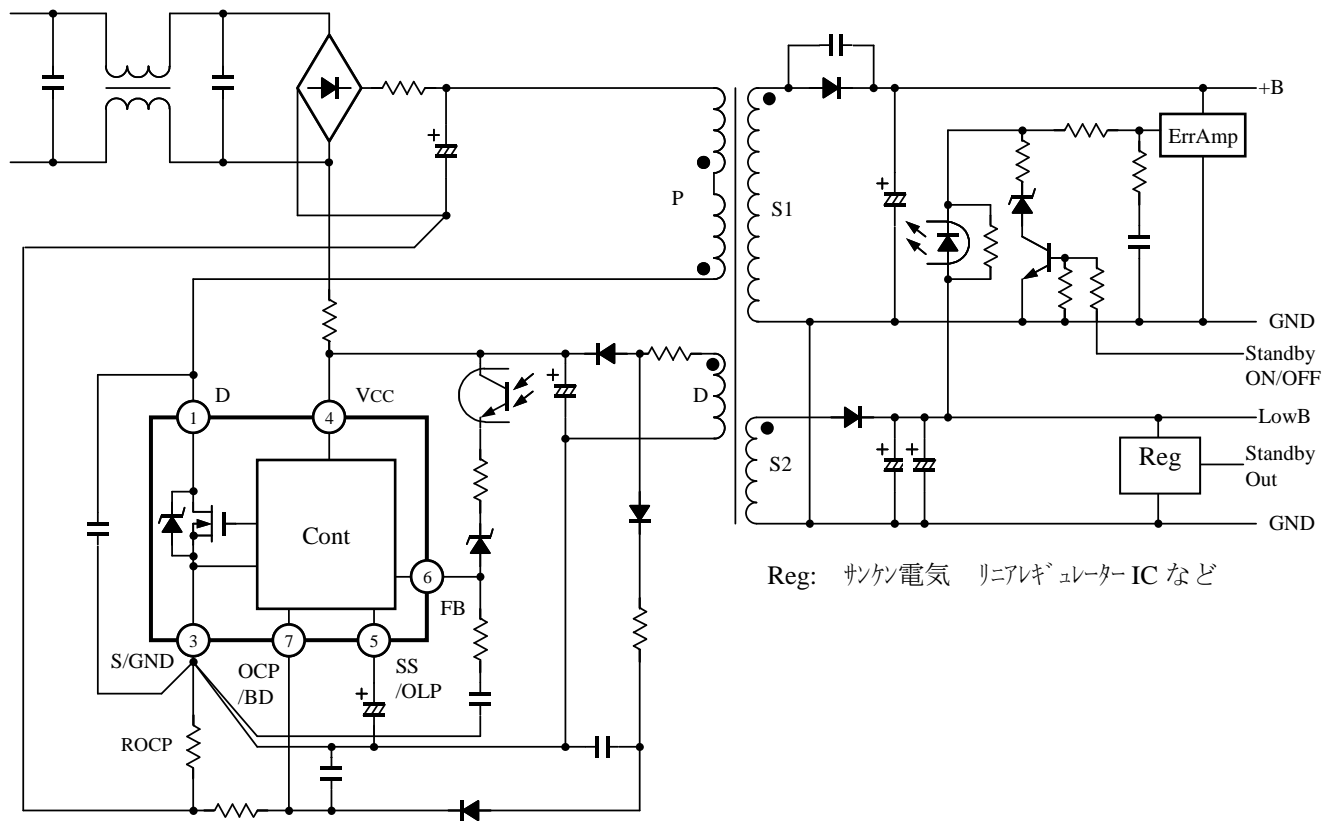 +B
ErrAmp
P
S1
GND
Standby
ON/OFF
D
D
VCC
1
4
LowB
S2
Reg
Standby
Out
Cont
GND
6
FB
Reg: サンケン電気 リニアレギュレーター IC など
3
7
5
S/GND
OCP
/BD
SS
/OLP
ROCP